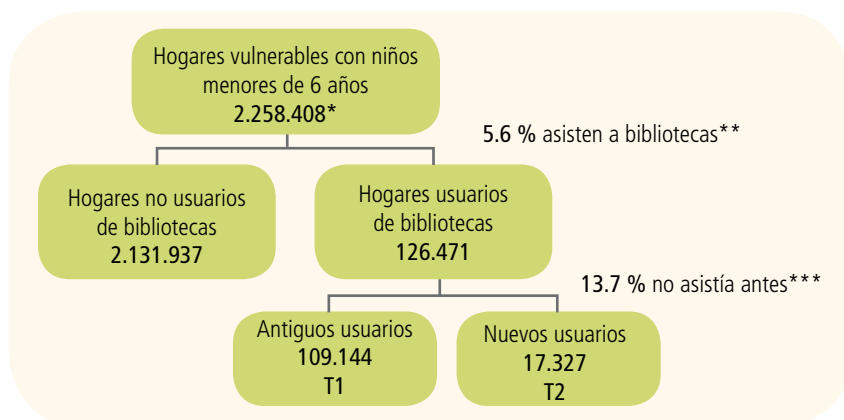 Hogares vulnerables con niños
menores de 6 años
2.258.408*
5.6 % asisten a bibliotecas**
Hogares no usuarios
de bibliotecas
2.131.937
Hogares usuarios
de bibliotecas
126.471
13.7 % no asistía antes***
Antiguos usuarios
109.144
T1
Nuevos usuarios
17.327
T2